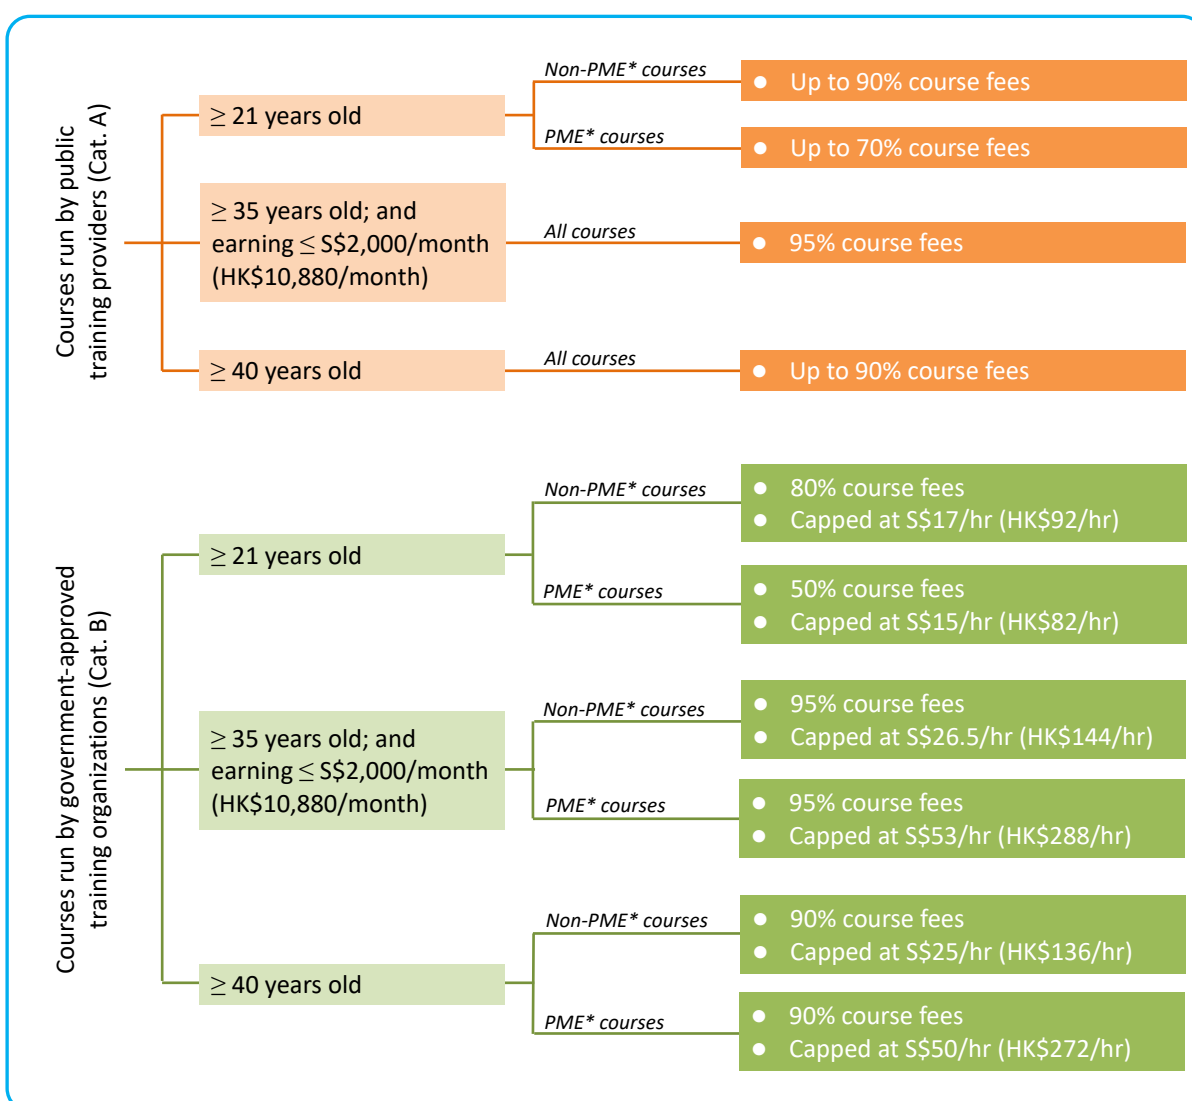 Courses run by public
training providers (Cat. A)
≥ 21 years old
Non-PME* courses
● Up to 90% course fees
PME* courses
● Up to 70% course fees
≥ 35 years old; and
earning ≤ S$2,000/month
(HK$10,880/month)
All courses
● 95% course fees
≥ 40 years old
All courses
● Up to 90% course fees
Courses run by government-approved
training organizations (Cat. B)
≥ 21 years old
Non-PME* courses
● 80% course fees
● Capped at S$17/hr (HK$92/hr)
PME* courses
● 50% course fees
● Capped at S$15/hr (HK$82/hr)
≥ 35 years old; and
earning ≤ S$2,000/month
(HK$10,880/month)
Non-PME* courses
● 95% course fees
● Capped at S$26.5/hr (HK$144/hr)
PME* courses
● 95% course fees
● Capped at S$53/hr (HK$288/hr)
≥ 40 years old
Non-PME* courses
● 90% course fees
● Capped at S$25/hr (HK$136/hr)
PME* courses
● 90% course fees
● Capped at S$50/hr (HK$272/hr)